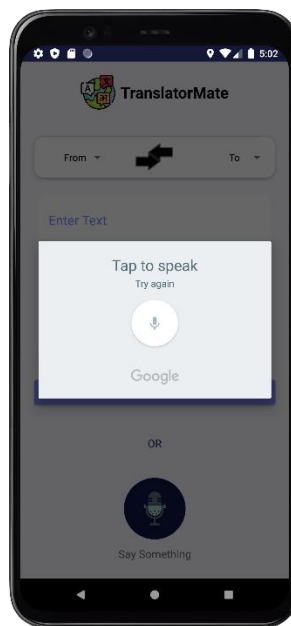 5:02
TranslatorMate
From
To
Enter Text
Tap to speak
Try again
Google
OR
Say Something